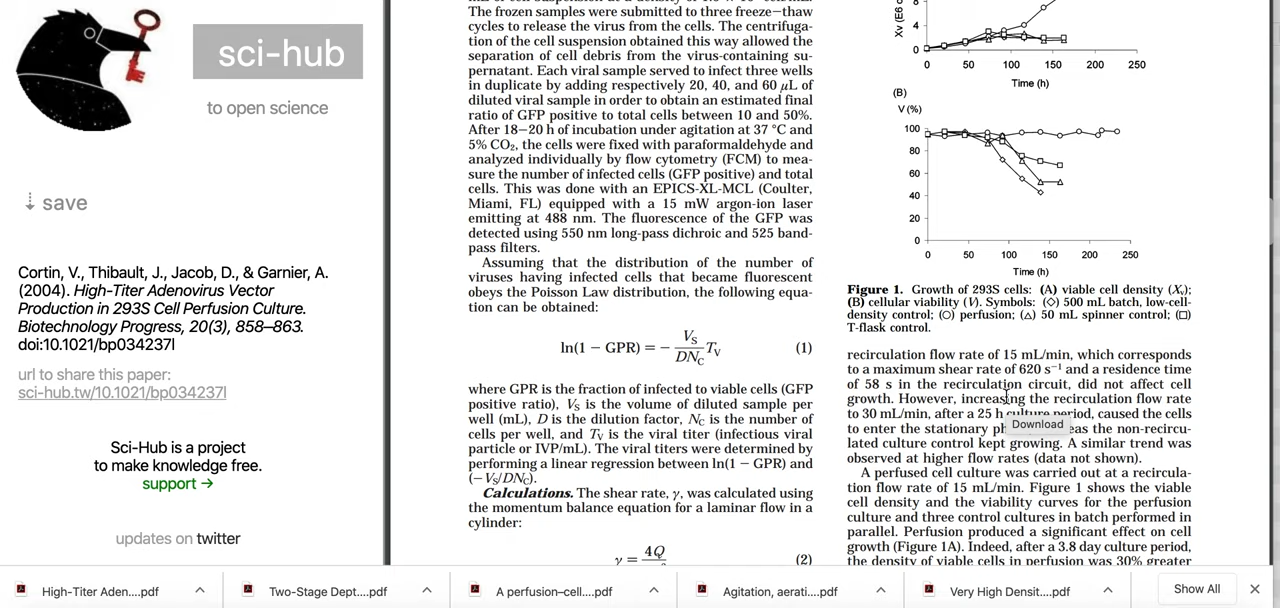 sci-hub
to open science
⇣ save
Cortin, V., Thibault, J., Jacob, D., & Garnier, A.
(2004). High-Titer Adenovirus Vector
Production in 293S Cell Perfusion Culture.
Biotechnology Progress, 20(3), 858–863.
doi:10.1021/bp034237l
url to share this paper:
sci-hub.tw/10.1021/bp034237l
Sci-Hub is a project
to make knowledge free.
support →
updates on twitter
The frozen samples were submitted to three freeze−thaw
cycles to release the virus from the cells. The centrifuga-
tion of the cell suspension obtained this way allowed the
separation of cell debris from the virus-containing su-
pernatant. Each viral sample served to infect three wells
in duplicate by adding respectively 20, 40, and 60 μL of
diluted viral sample in order to obtain an estimated final
ratio of GFP positive to total cells between 10 and 50%.
After 18−20 h of incubation under agitation at 37 °C and
5% CO₂, the cells were fixed with paraformaldehyde and
analyzed individually by flow cytometry (FCM) to mea-
sure the number of infected cells (GFP positive) and total
cells. This was done with an EPICS-XL-MCL (Coulter,
Miami, FL) equipped with a 15 mW argon-ion laser
emitting at 488 nm. The fluorescence of the GFP was
detected using 550 nm long-pass dichroic and 525 band-
pass filters.
Assuming that the distribution of the number of
viruses having infected cells that became fluorescent
obeys the Poisson Law distribution, the following equa-
tion can be obtained:
ln(1 − GPR) = − V_S / DN_C T_V (1)
where GPR is the fraction of infected to viable cells (GFP
positive ratio), V_S is the volume of diluted sample per
well (mL), D is the dilution factor, N_C is the number of
cells per well, and T_V is the viral titer (infectious viral
particle or IVP/mL). The viral titers were determined by
performing a linear regression between ln(1 − GPR) and
(−V_S/DN_C).
Calculations. The shear rate, γ, was calculated using
the momentum balance equation for a laminar flow in a
cylinder:
γ = 4Q (2)
Xv (E6 c
8
4
0
0 50 100 150 200 250
Time (h)
(B)
V (%)
100
80
60
40
20
0
0 50 100 150 200 250
Time (h)
Figure 1. Growth of 293S cells: (A) viable cell density (Xᵥ);
(B) cellular viability (V). Symbols: (◇) 500 mL batch, low-cell-
density control; (○) perfusion; (△) 50 mL spinner control; (□)
T-flask control.
recirculation flow rate of 15 mL/min, which corresponds
to a maximum shear rate of 620 s⁻¹ and a residence time
of 58 s in the recirculation circuit, did not affect cell
growth. However, increasing the recirculation flow rate
to 30 mL/min, after a 25 h culture period, caused the cells
to enter the stationary ph eas the non-recircu-
Download
lated culture control kept growing. A similar trend was
observed at higher flow rates (data not shown).
A perfused cell culture was carried out at a recircula-
tion flow rate of 15 mL/min. Figure 1 shows the viable
cell density and the viability curves for the perfusion
culture and three control cultures in batch performed in
parallel. Perfusion produced a significant effect on cell
growth (Figure 1A). Indeed, after a 3.8 day culture period,
the density of viable cells in perfusion was 30% greater
High-Titer Aden....pdf
Two-Stage Dept....pdf
A perfusion–cell....pdf
Agitation, aerati....pdf
Very High Densit....pdf
Show All